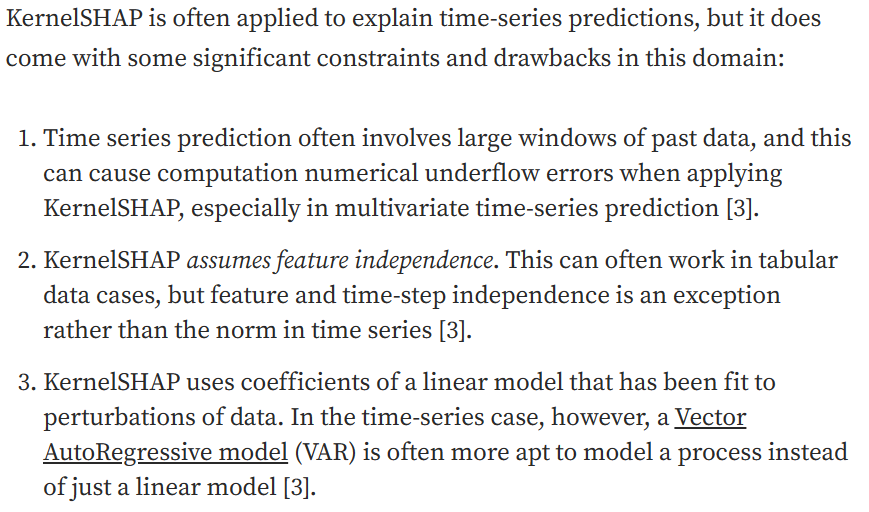 KernelSHAP is often applied to explain time-series predictions, but it does
come with some significant constraints and drawbacks in this domain:
1. Time series prediction often involves large windows of past data, and this
can cause computation numerical underflow errors when applying
KernelSHAP, especially in multivariate time-series prediction [3].
2. KernelSHAP assumes feature independence. This can often work in tabular
data cases, but feature and time-step independence is an exception
rather than the norm in time series [3].
3. KernelSHAP uses coefficients of a linear model that has been fit to
perturbations of data. In the time-series case, however, a Vector
AutoRegressive model (VAR) is often more apt to model a process instead
of just a linear model [3].